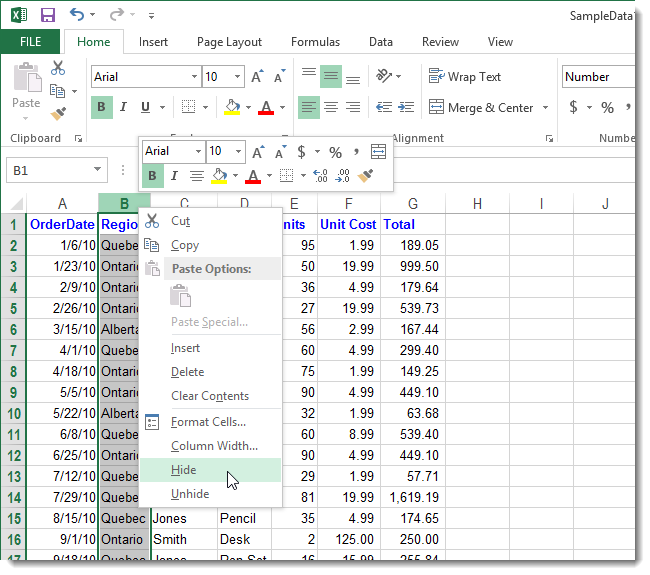 SampleData
FILE Home Insert Page Layout Formulas Data Review View
Paste Arial 10 A A Wrap Text Number
B I U A Merge & Center $ %
Clipboard Alignment
Arial 10 A A $ % ,
B I A .00 .0
B1
A B C D E F G H I J
1 OrderDate Regio nits Unit Cost Total
2 1/6/10 Quebe 95 1.99 189.05
3 1/23/10 Ontario 50 19.99 999.50
4 2/9/10 Ontario 36 4.99 179.64
5 2/26/10 Ontario 27 19.99 539.73
6 3/15/10 Alberta 56 2.99 167.44
7 4/1/10 Quebe 60 4.99 299.40
8 4/18/10 Ontario 75 1.99 149.25
9 5/5/10 Ontario 90 4.99 449.10
10 5/22/10 Alberta 32 1.99 63.68
11 6/8/10 Quebe 60 8.99 539.40
12 6/25/10 Ontario 90 4.99 449.10
13 7/12/10 Quebe 29 1.99 57.71
14 7/29/10 Quebe 81 19.99 1,619.19
15 8/15/10 Quebec Jones Pencil 35 4.99 174.65
16 9/1/10 Ontario Smith Desk 2 125.00 250.00
17 9/18/10 Quebec Jones Pen Set 16 15.99 255.84
Cut
Copy
Paste Options:
Paste Special...
Insert
Delete
Clear Contents
Format Cells...
Column Width...
Hide
Unhide